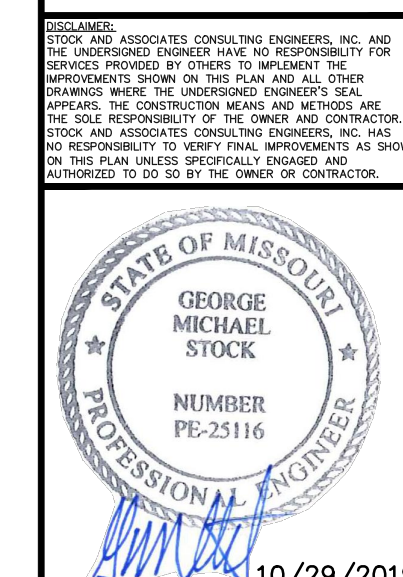 DISCLAIMER:
STOCK AND ASSOCIATES CONSULTING ENGINEERS, INC. AND
THE UNDERSIGNED ENGINEER HAVE NO RESPONSIBILITY FOR
SERVICES PROVIDED BY OTHERS TO IMPLEMENT THE
IMPROVEMENTS SHOWN ON THIS PLAN AND ALL OTHER
DRAWINGS WHERE THE UNDERSIGNED ENGINEER'S SEAL
APPEARS. THE CONSTRUCTION MEANS AND METHODS ARE
THE SOLE RESPONSIBILITY OF THE OWNER AND CONTRACTOR.
STOCK AND ASSOCIATES CONSULTING ENGINEERS, INC. HAS
NO RESPONSIBILITY TO VERIFY FINAL IMPROVEMENTS AS SHOW
ON THIS PLAN UNLESS SPECIFICALLY ENGAGED AND
AUTHORIZED TO DO SO BY THE OWNER OR CONTRACTOR.
STATE OF MISSOURI
GEORGE
MICHAEL
STOCK
NUMBER
PE-25116
PROFESSIONAL ENGINEER